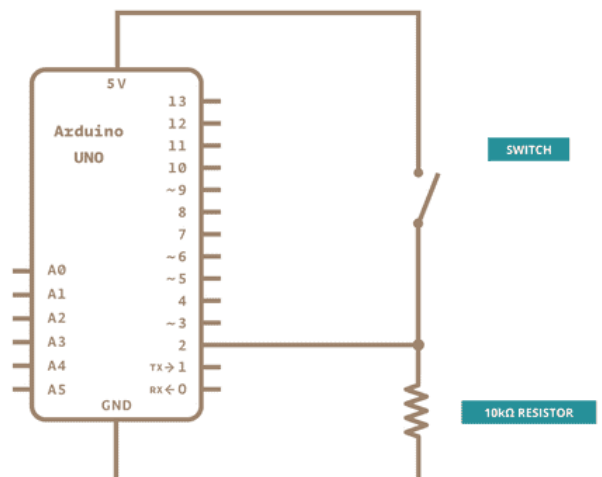 5V
Arduino
UNO
13
12
11
10
~9
8
7
~6
~5
4
~3
2
TX→1
RX←0
A0
A1
A2
A3
A4
A5
GND
SWITCH
10kΩ RESISTOR